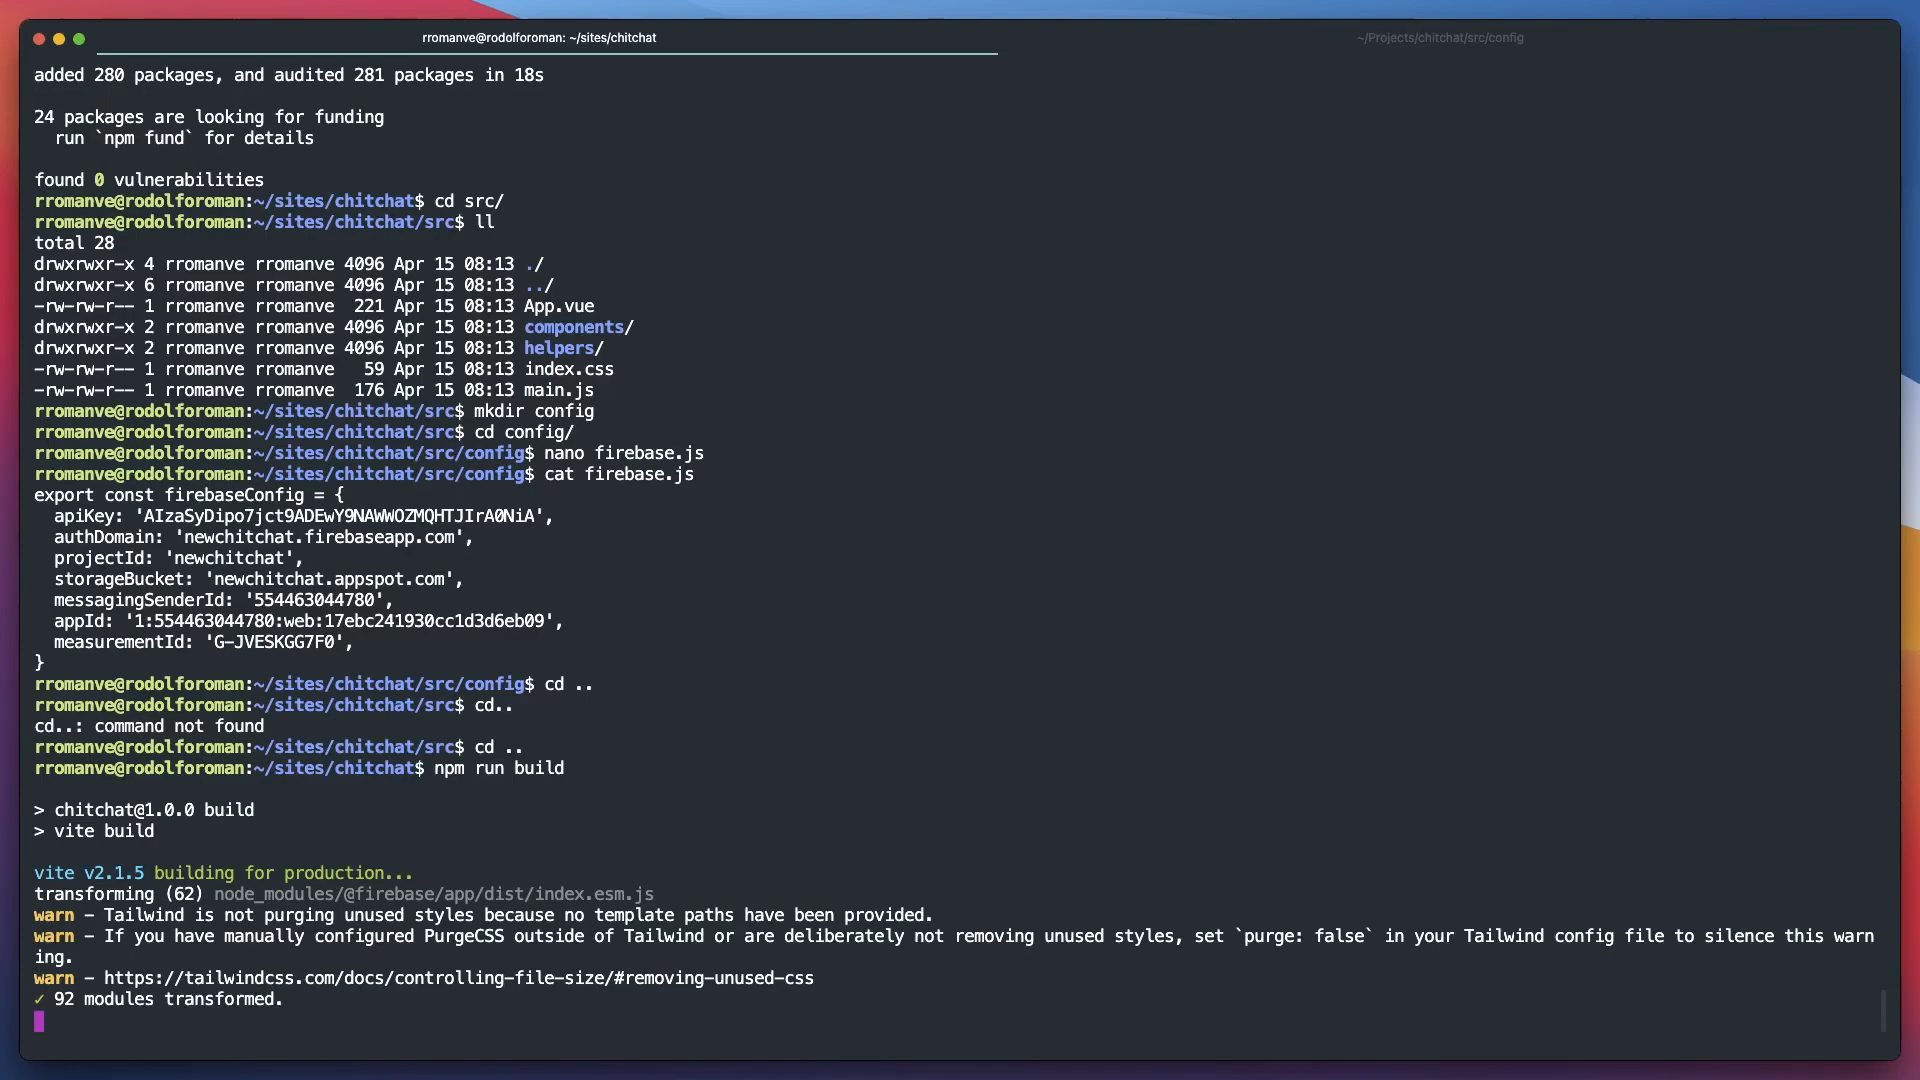 rromanve@rodolforoman: ~/sites/chitchat
~/Projects/chitchat/src/config
added 280 packages, and audited 281 packages in 18s
24 packages are looking for funding
  run `npm fund` for details
found 0 vulnerabilities
rromanve@rodolforoman:~/sites/chitchat$ cd src/
rromanve@rodolforoman:~/sites/chitchat/src$ ll
total 28
drwxrwxr-x 4 rromanve rromanve 4096 Apr 15 08:13 ./
drwxrwxr-x 6 rromanve rromanve 4096 Apr 15 08:13 ../
-rw-rw-r-- 1 rromanve rromanve  221 Apr 15 08:13 App.vue
drwxrwxr-x 2 rromanve rromanve 4096 Apr 15 08:13 components/
drwxrwxr-x 2 rromanve rromanve 4096 Apr 15 08:13 helpers/
-rw-rw-r-- 1 rromanve rromanve   59 Apr 15 08:13 index.css
-rw-rw-r-- 1 rromanve rromanve  176 Apr 15 08:13 main.js
rromanve@rodolforoman:~/sites/chitchat/src$ mkdir config
rromanve@rodolforoman:~/sites/chitchat/src$ cd config/
rromanve@rodolforoman:~/sites/chitchat/src/config$ nano firebase.js
rromanve@rodolforoman:~/sites/chitchat/src/config$ cat firebase.js
export const firebaseConfig = {
  apiKey: 'AIzaSyDipo7jct9ADEwY9NAWWOZMQHTJIrA0NiA',
  authDomain: 'newchitchat.firebaseapp.com',
  projectId: 'newchitchat',
  storageBucket: 'newchitchat.appspot.com',
  messagingSenderId: '554463044780',
  appId: '1:554463044780:web:17ebc241930cc1d3d6eb09',
  measurementId: 'G-JVESKGG7F0',
}
rromanve@rodolforoman:~/sites/chitchat/src/config$ cd ..
rromanve@rodolforoman:~/sites/chitchat/src$ cd..
cd..: command not found
rromanve@rodolforoman:~/sites/chitchat/src$ cd ..
rromanve@rodolforoman:~/sites/chitchat$ npm run build
> chitchat@1.0.0 build
> vite build
vite v2.1.5 building for production...
transforming (62) node_modules/@firebase/app/dist/index.esm.js
warn - Tailwind is not purging unused styles because no template paths have been provided.
warn - If you have manually configured PurgeCSS outside of Tailwind or are deliberately not removing unused styles, set `purge: false` in your Tailwind config file to silence this warn
ing.
warn - https://tailwindcss.com/docs/controlling-file-size/#removing-unused-css
✓ 92 modules transformed.